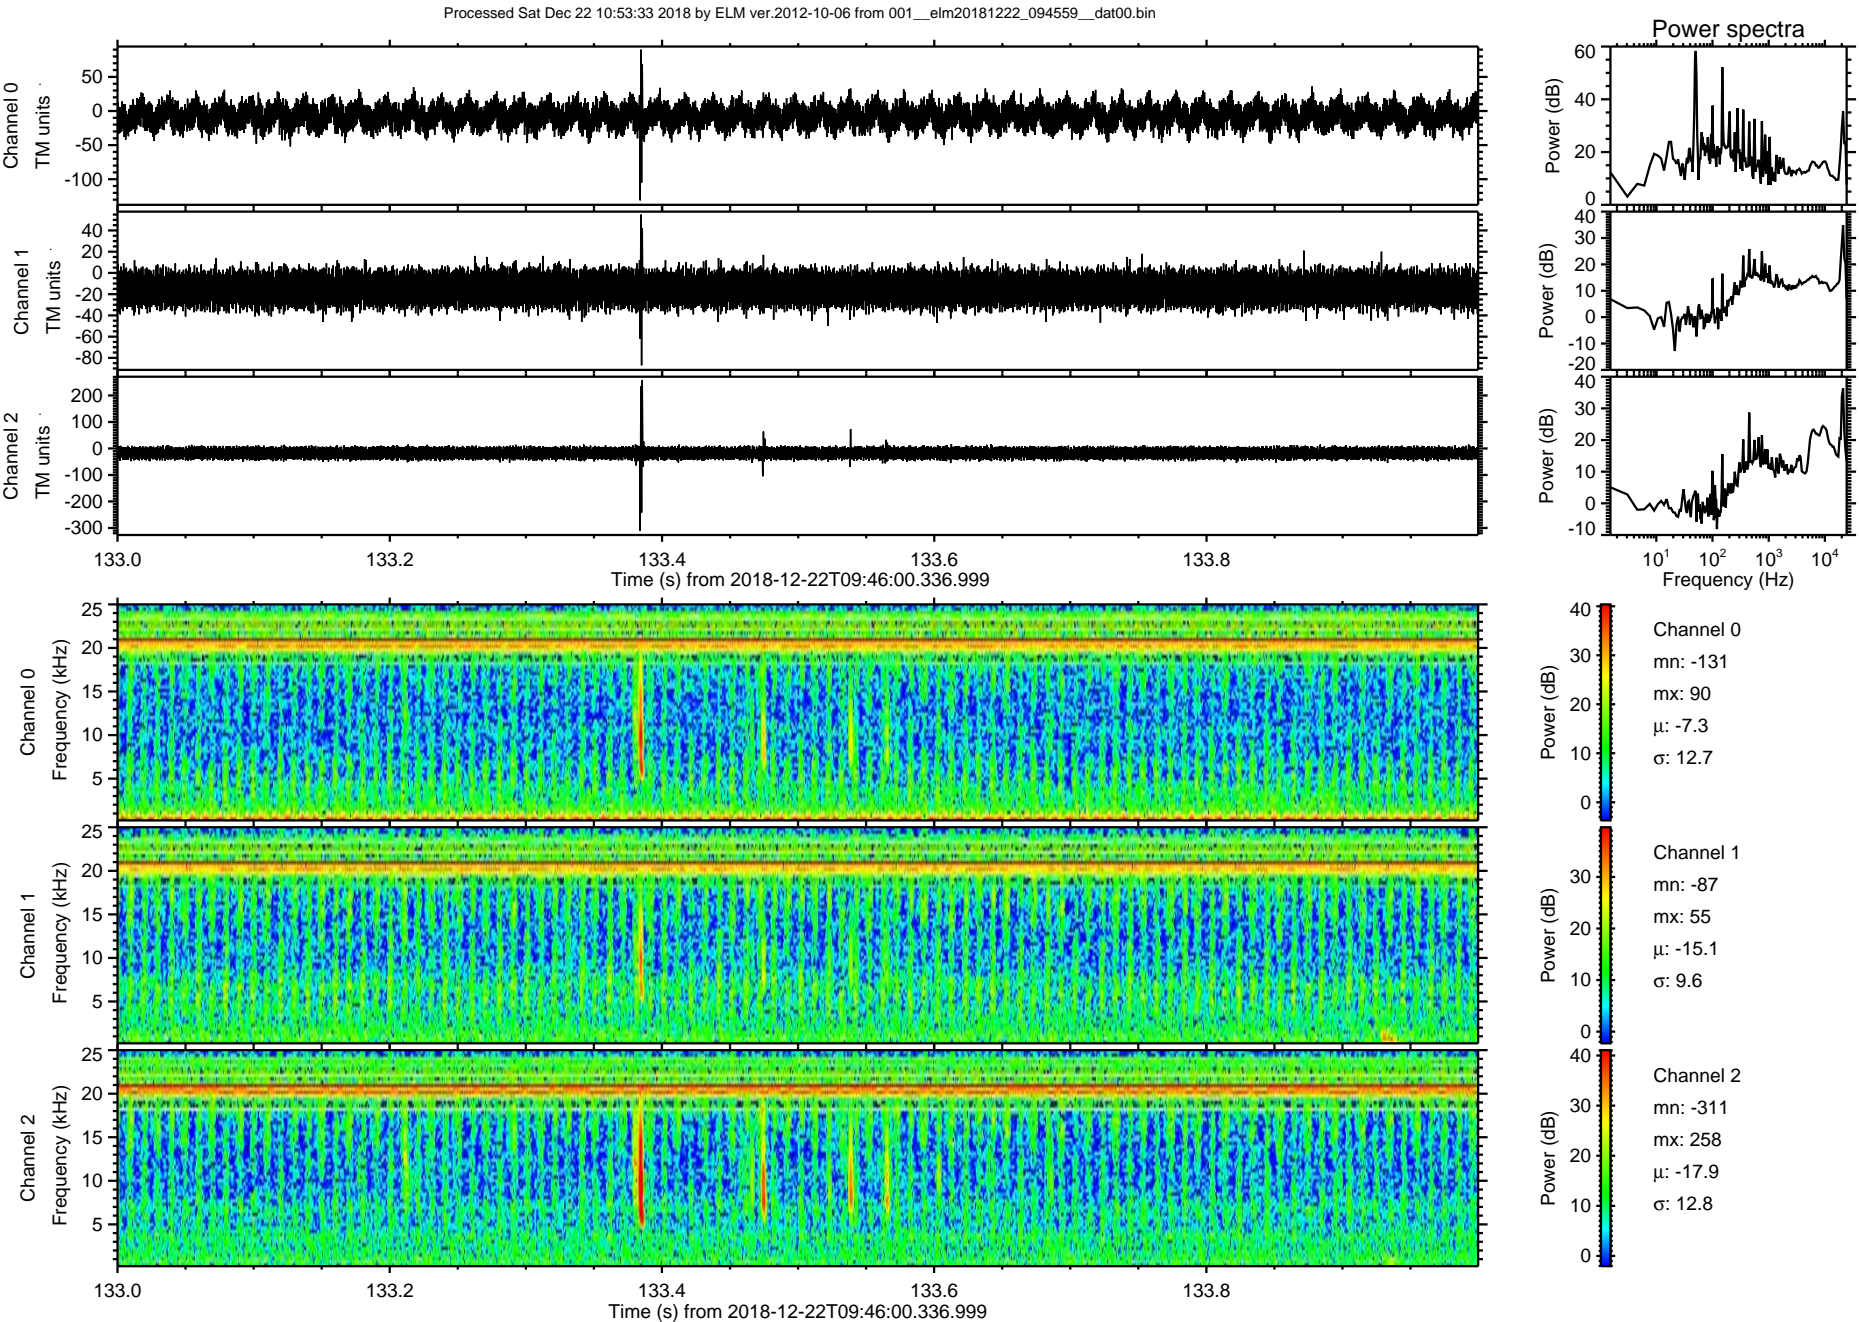 Processed Sat Dec 22 10:53:33 2018 by ELM ver.2012-10-06 from 001__elm20181222_094559__dat00.bin
Power spectra
Channel 0
TM units
50
0
-50
-100
Power (dB)
60
40
20
0
Channel 1
TM units
40
20
0
-20
-40
-60
-80
Power (dB)
40
30
20
10
0
-10
-20
Channel 2
TM units
200
100
0
-100
-200
-300
Power (dB)
40
30
20
10
0
-10
133.0 133.2 133.4 133.6 133.8
Time (s) from 2018-12-22T09:46:00.336.999
10^1 10^2 10^3 10^4
Frequency (Hz)
Channel 0
Frequency (kHz)
25
20
15
10
5
Power (dB)
40
30
20
10
0
Channel 0
mn: -131
mx: 90
μ: -7.3
σ: 12.7
Channel 1
Frequency (kHz)
25
20
15
10
5
Power (dB)
30
20
10
0
Channel 1
mn: -87
mx: 55
μ: -15.1
σ: 9.6
Channel 2
Frequency (kHz)
25
20
15
10
5
Power (dB)
40
30
20
10
0
Channel 2
mn: -311
mx: 258
μ: -17.9
σ: 12.8
133.0 133.2 133.4 133.6 133.8
Time (s) from 2018-12-22T09:46:00.336.999